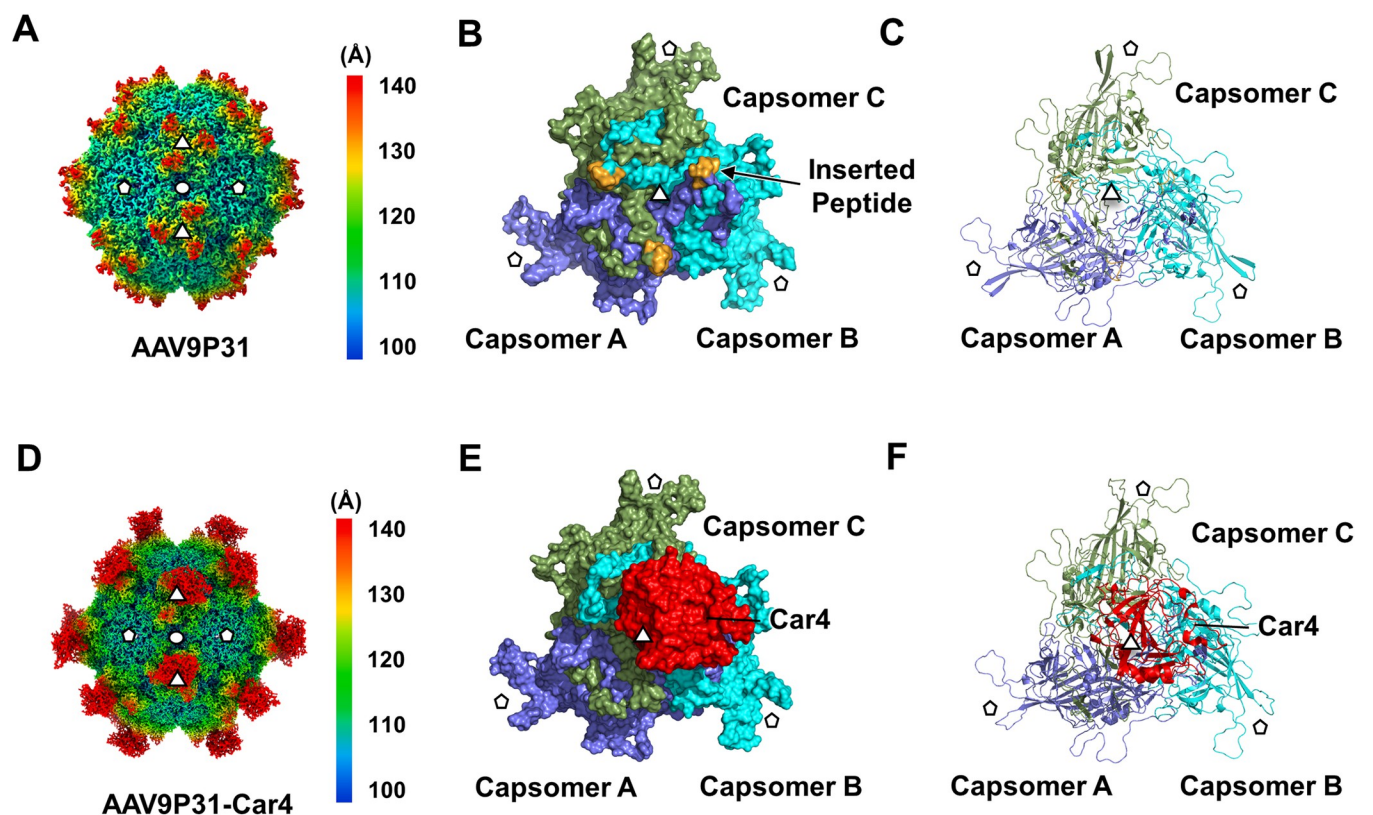 A
(Å)
140
130
120
110
100
AAV9P31
B
Capsomer C
Inserted
Peptide
Capsomer A
Capsomer B
C
Capsomer C
Capsomer A
Capsomer B
D
(Å)
140
130
120
110
100
AAV9P31-Car4
E
Capsomer C
Car4
Capsomer A
Capsomer B
F
Capsomer C
Car4
Capsomer A
Capsomer B